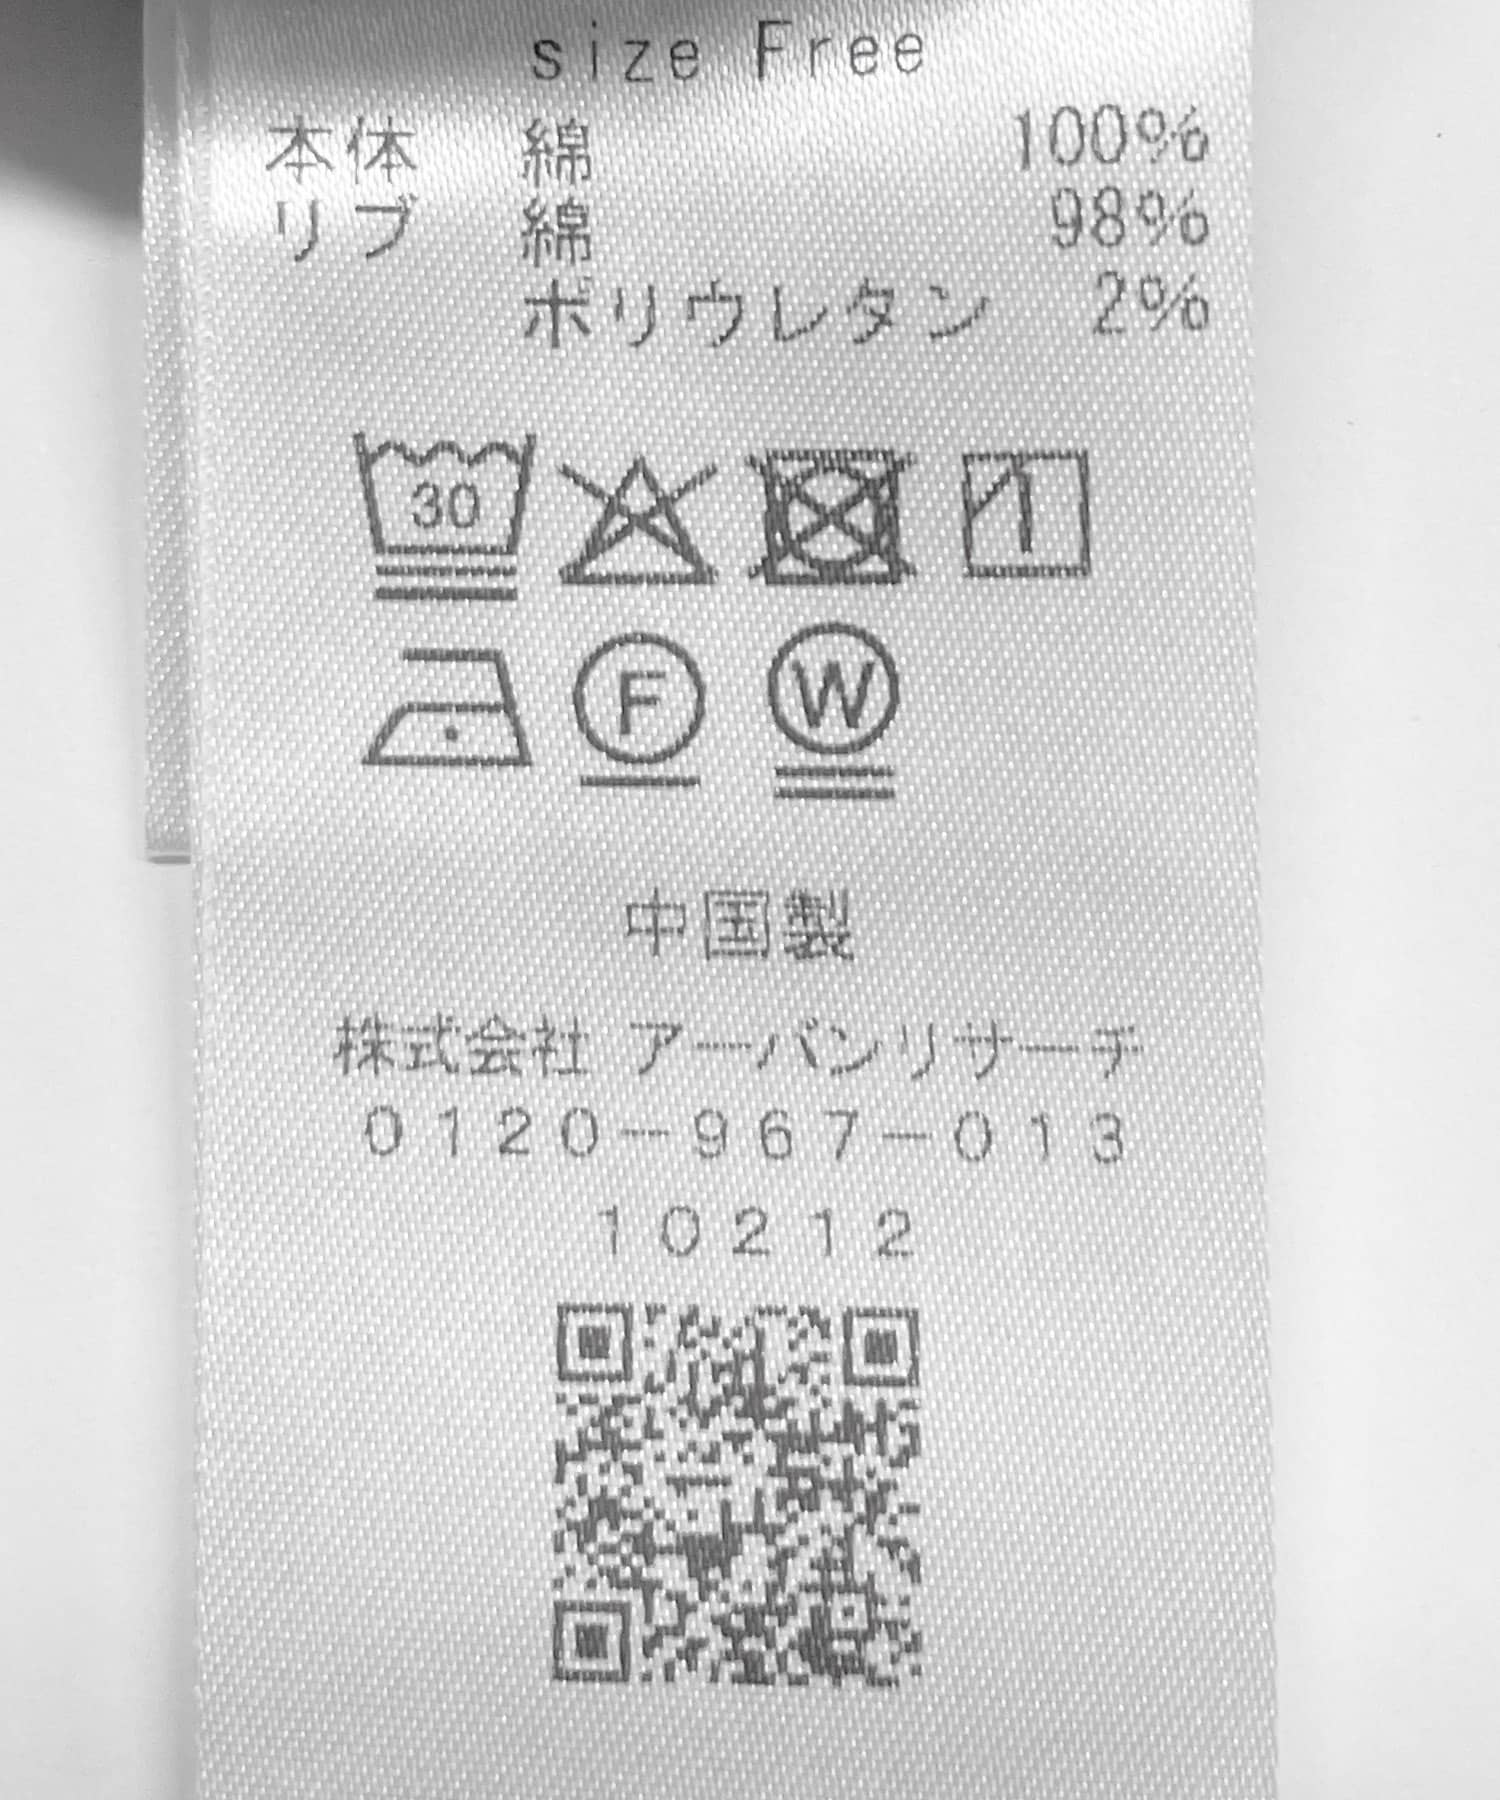 size Free
本体 綿 100%
リブ 綿 98%
ポリウレタン 2%
30
F W
中国製
株式会社 アーバンリサーチ
0120-967-013
10212